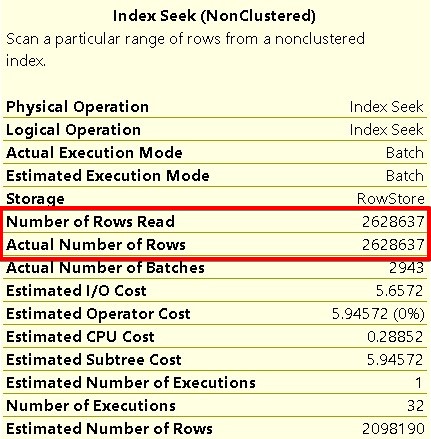 Index Seek (NonClustered)
Scan a particular range of rows from a nonclustered
index.
Physical Operation Index Seek
Logical Operation Index Seek
Actual Execution Mode Batch
Estimated Execution Mode Batch
Storage RowStore
Number of Rows Read 2628637
Actual Number of Rows 2628637
Actual Number of Batches 2943
Estimated I/O Cost 5.6572
Estimated Operator Cost 5.94572 (0%)
Estimated CPU Cost 0.28852
Estimated Subtree Cost 5.94572
Estimated Number of Executions 1
Number of Executions 32
Estimated Number of Rows 2098190